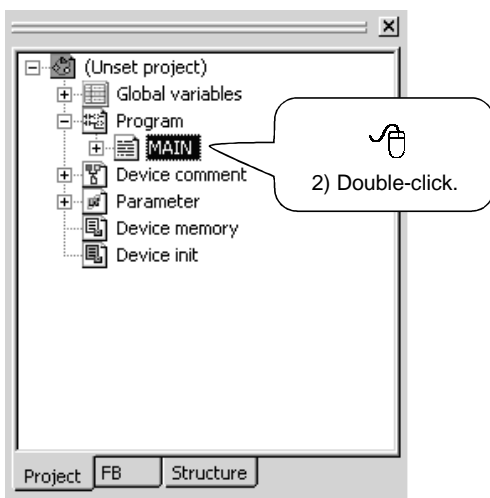 (Unset project)
Global variables
Program
MAIN
2) Double-click.
Device comment
Parameter
Device memory
Device init
Project FB Structure